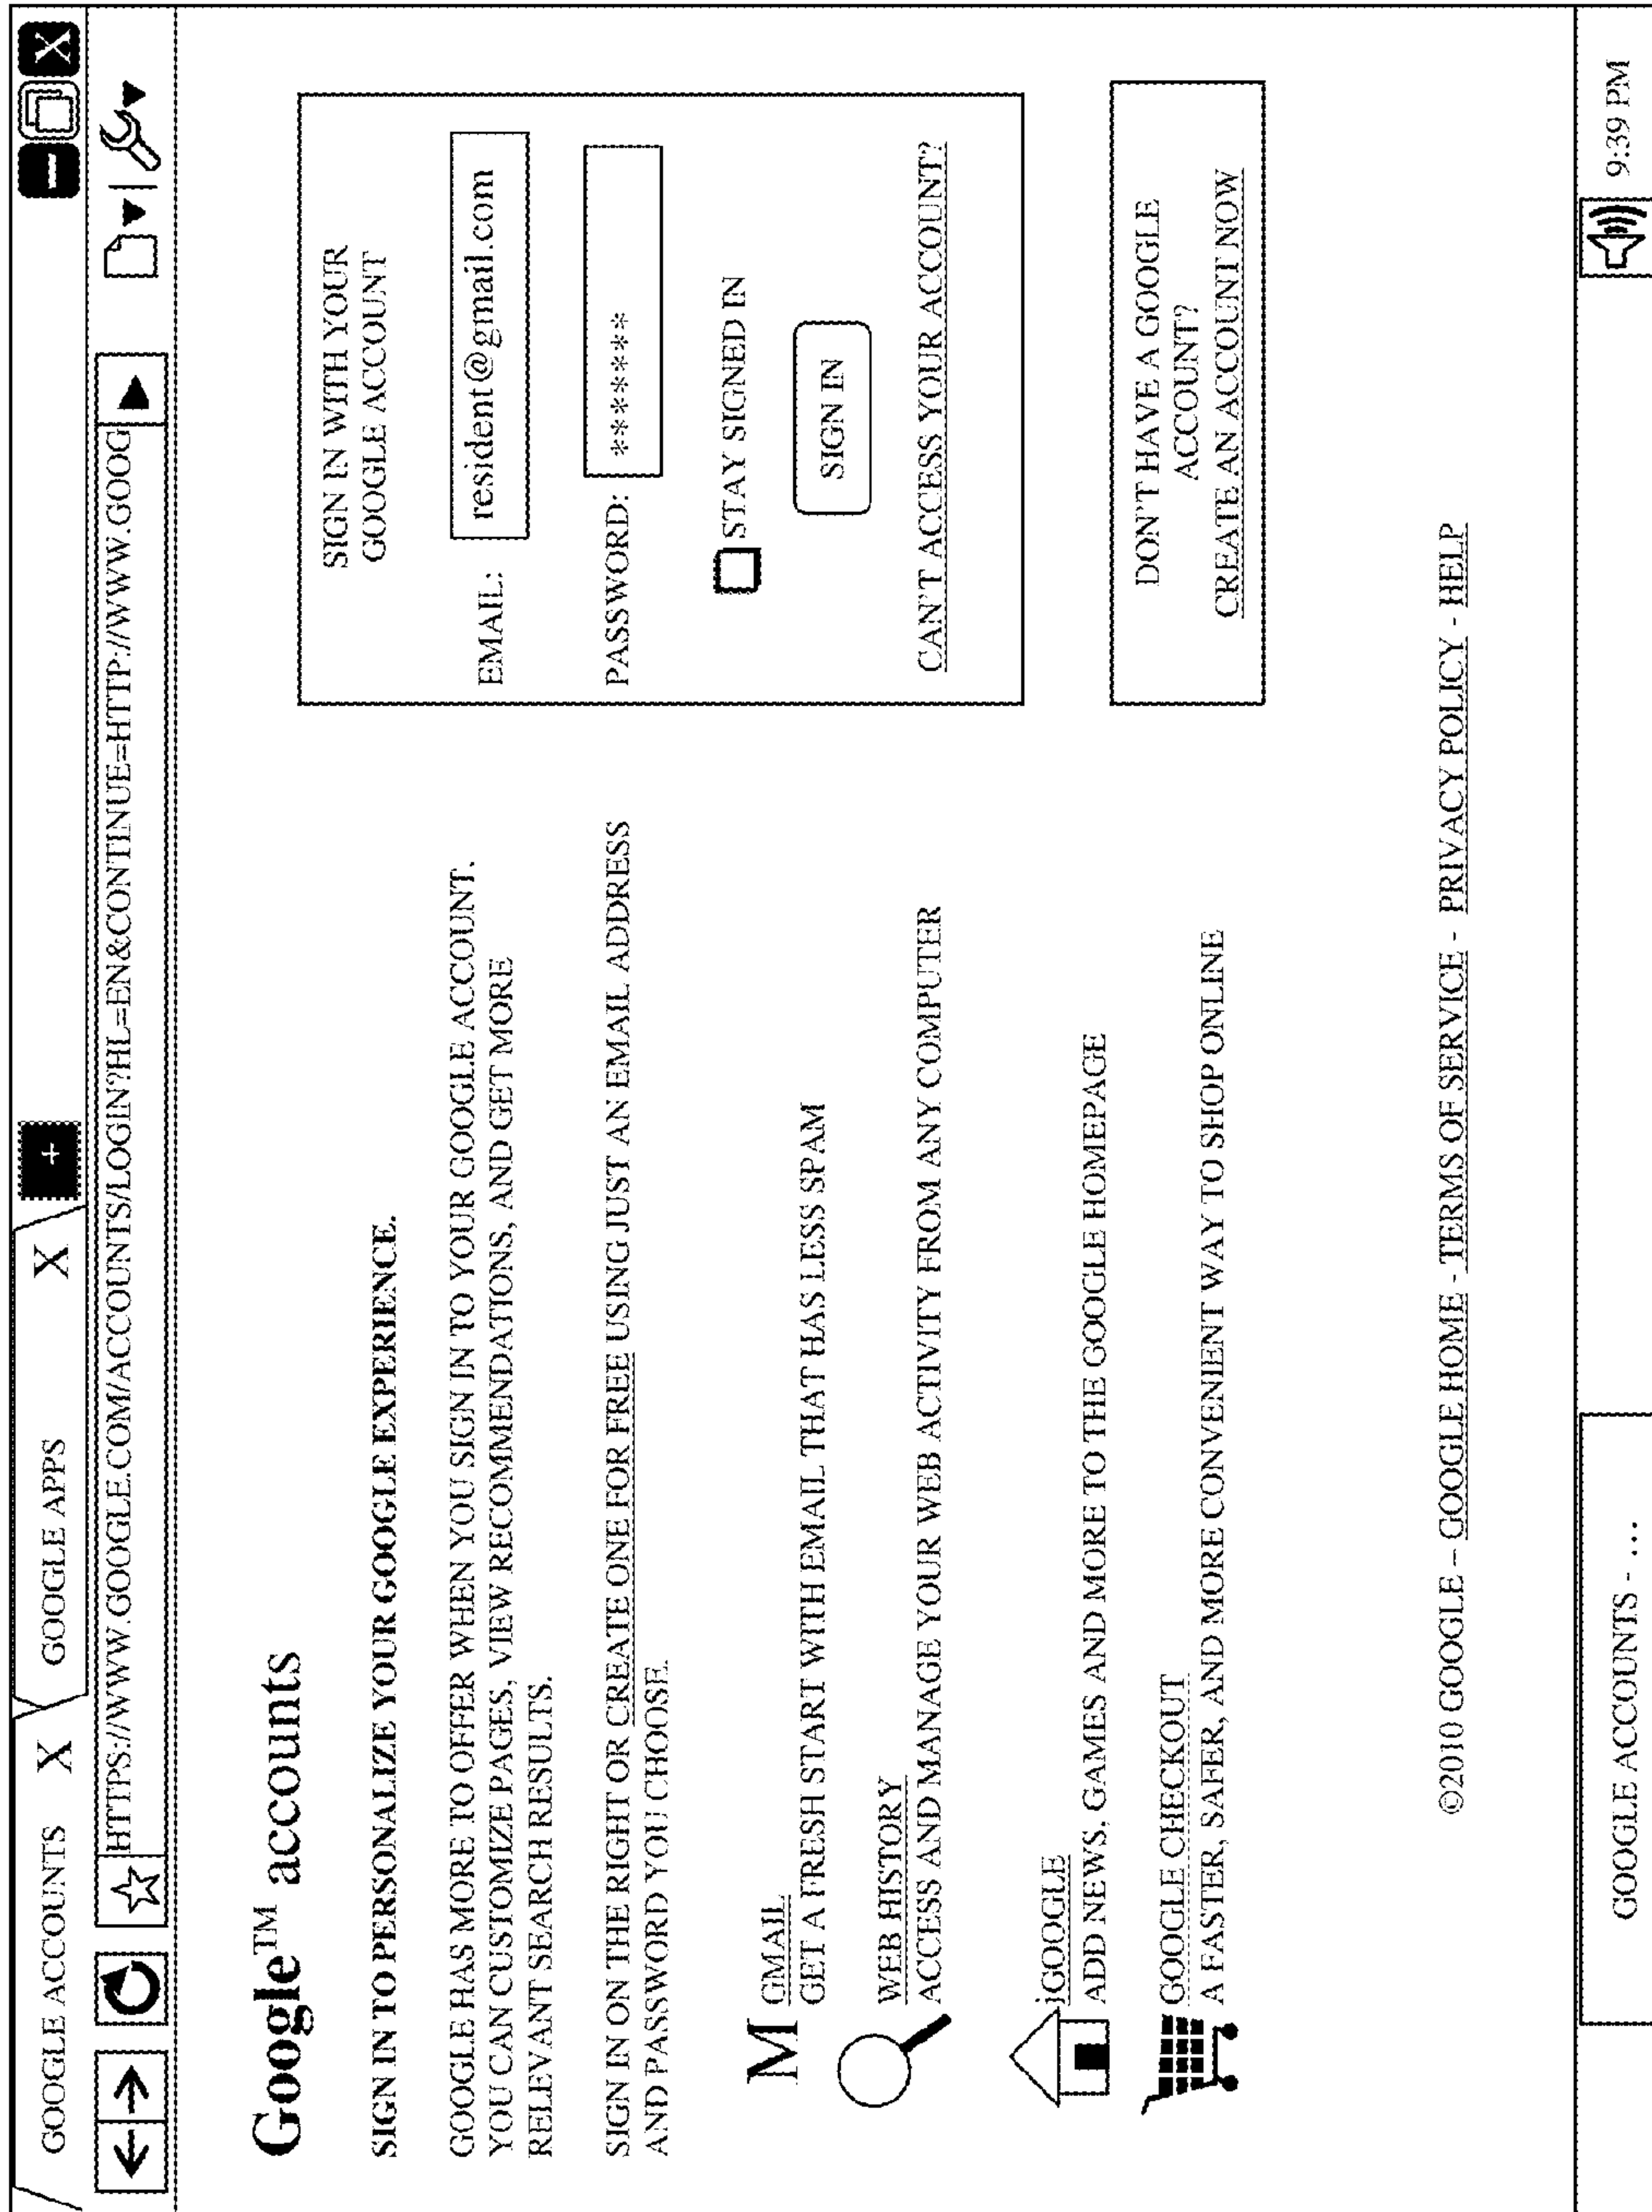 GOOGLE ACCOUNTS X GOOGLE APPS X +
X
HTTPS://WWW.GOOGLE.COM/ACCOUNTS/LOGIN?HL=EN&CONTINUE=HTTP://WWW.GOOG
Google™ accounts
SIGN IN TO PERSONALIZE YOUR GOOGLE EXPERIENCE.
GOOGLE HAS MORE TO OFFER WHEN YOU SIGN IN TO YOUR GOOGLE ACCOUNT.
YOU CAN CUSTOMIZE PAGES, VIEW RECOMMENDATIONS, AND GET MORE
RELEVANT SEARCH RESULTS.
SIGN IN ON THE RIGHT OR CREATE ONE FOR FREE USING JUST AN EMAIL ADDRESS
AND PASSWORD YOU CHOOSE.
M GMAIL
GET A FRESH START WITH EMAIL THAT HAS LESS SPAM
WEB HISTORY
ACCESS AND MANAGE YOUR WEB ACTIVITY FROM ANY COMPUTER
iGOOGLE
ADD NEWS, GAMES AND MORE TO THE GOOGLE HOMEPAGE
GOOGLE CHECKOUT
A FASTER, SAFER, AND MORE CONVENIENT WAY TO SHOP ONLINE
SIGN IN WITH YOUR
GOOGLE ACCOUNT
EMAIL: resident@gmail.com
PASSWORD: ********
STAY SIGNED IN
SIGN IN
CAN'T ACCESS YOUR ACCOUNT?
DON'T HAVE A GOOGLE
ACCOUNT?
CREATE AN ACCOUNT NOW
©2010 GOOGLE – GOOGLE HOME - TERMS OF SERVICE - PRIVACY POLICY - HELP
GOOGLE ACCOUNTS - ...
9:39 PM